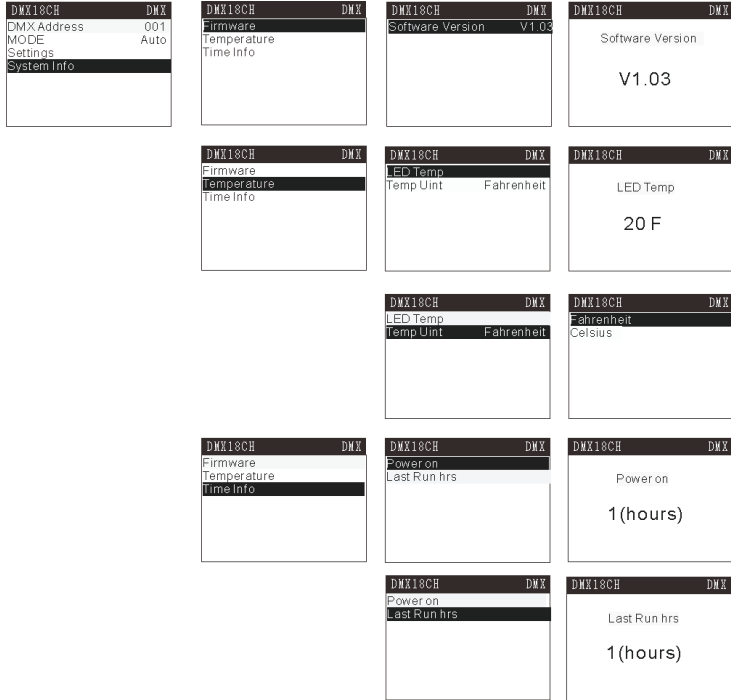 DMX18CH DMX
DMX Address 001
MODE Auto
Settings
System Info
DMX18CH DMX
Firmware
Temperature
Time Info
DMX18CH DMX
Software Version V1.03
DMX18CH DMX
Software Version
V1.03
DMX18CH DMX
Firmware
Temperature
Time Info
DMX18CH DMX
LED Temp
Temp Uint Fahrenheit
DMX18CH DMX
LED Temp
20 F
DMX18CH DMX
LED Temp
Temp Uint Fahrenheit
DMX18CH DMX
Fahrenheit
Celsius
DMX18CH DMX
Firmware
Temperature
Time Info
DMX18CH DMX
Power on
Last Run hrs
DMX18CH DMX
Power on
1(hours)
DMX18CH DMX
Power on
Last Run hrs
DMX18CH DMX
Last Run hrs
1(hours)